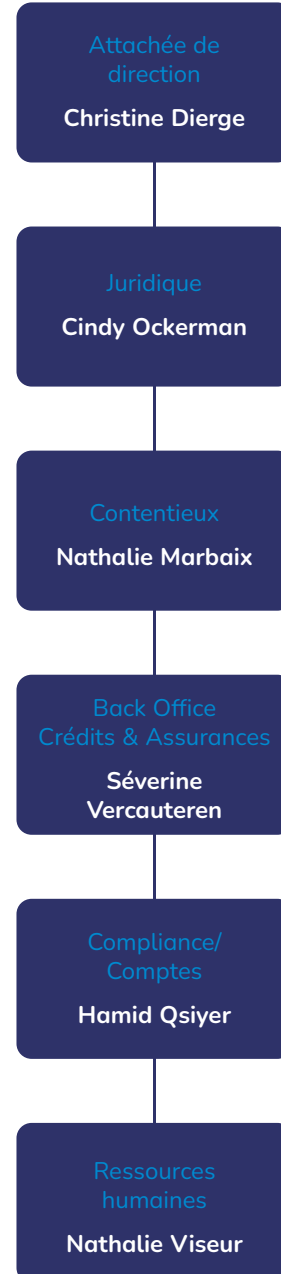 Attachée de
direction
Christine Dierge
Juridique
Cindy Ockerman
Contentieux
Nathalie Marbaix
Back Office
Crédits & Assurances
Séverine
Vercauteren
Compliance/
Comptes
Hamid Qsiyer
Ressources
humaines
Nathalie Viseur